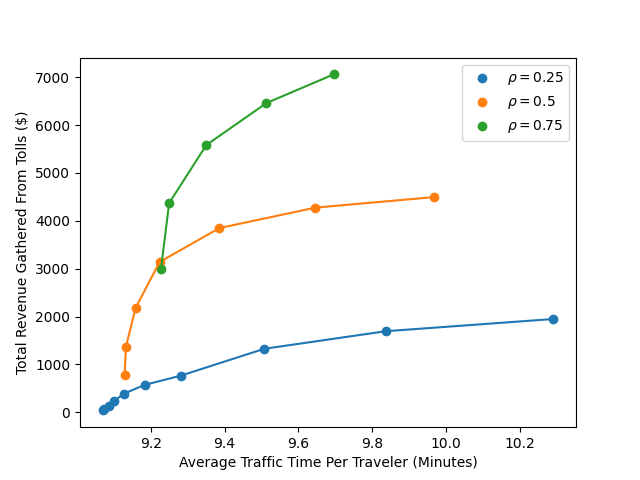 Total Revenue Gathered From Tolls ($)
7000
6000
5000
4000
3000
2000
1000
0
ρ = 0.25
ρ = 0.5
ρ = 0.75
9.2 9.4 9.6 9.8 10.0 10.2
Average Traffic Time Per Traveler (Minutes)